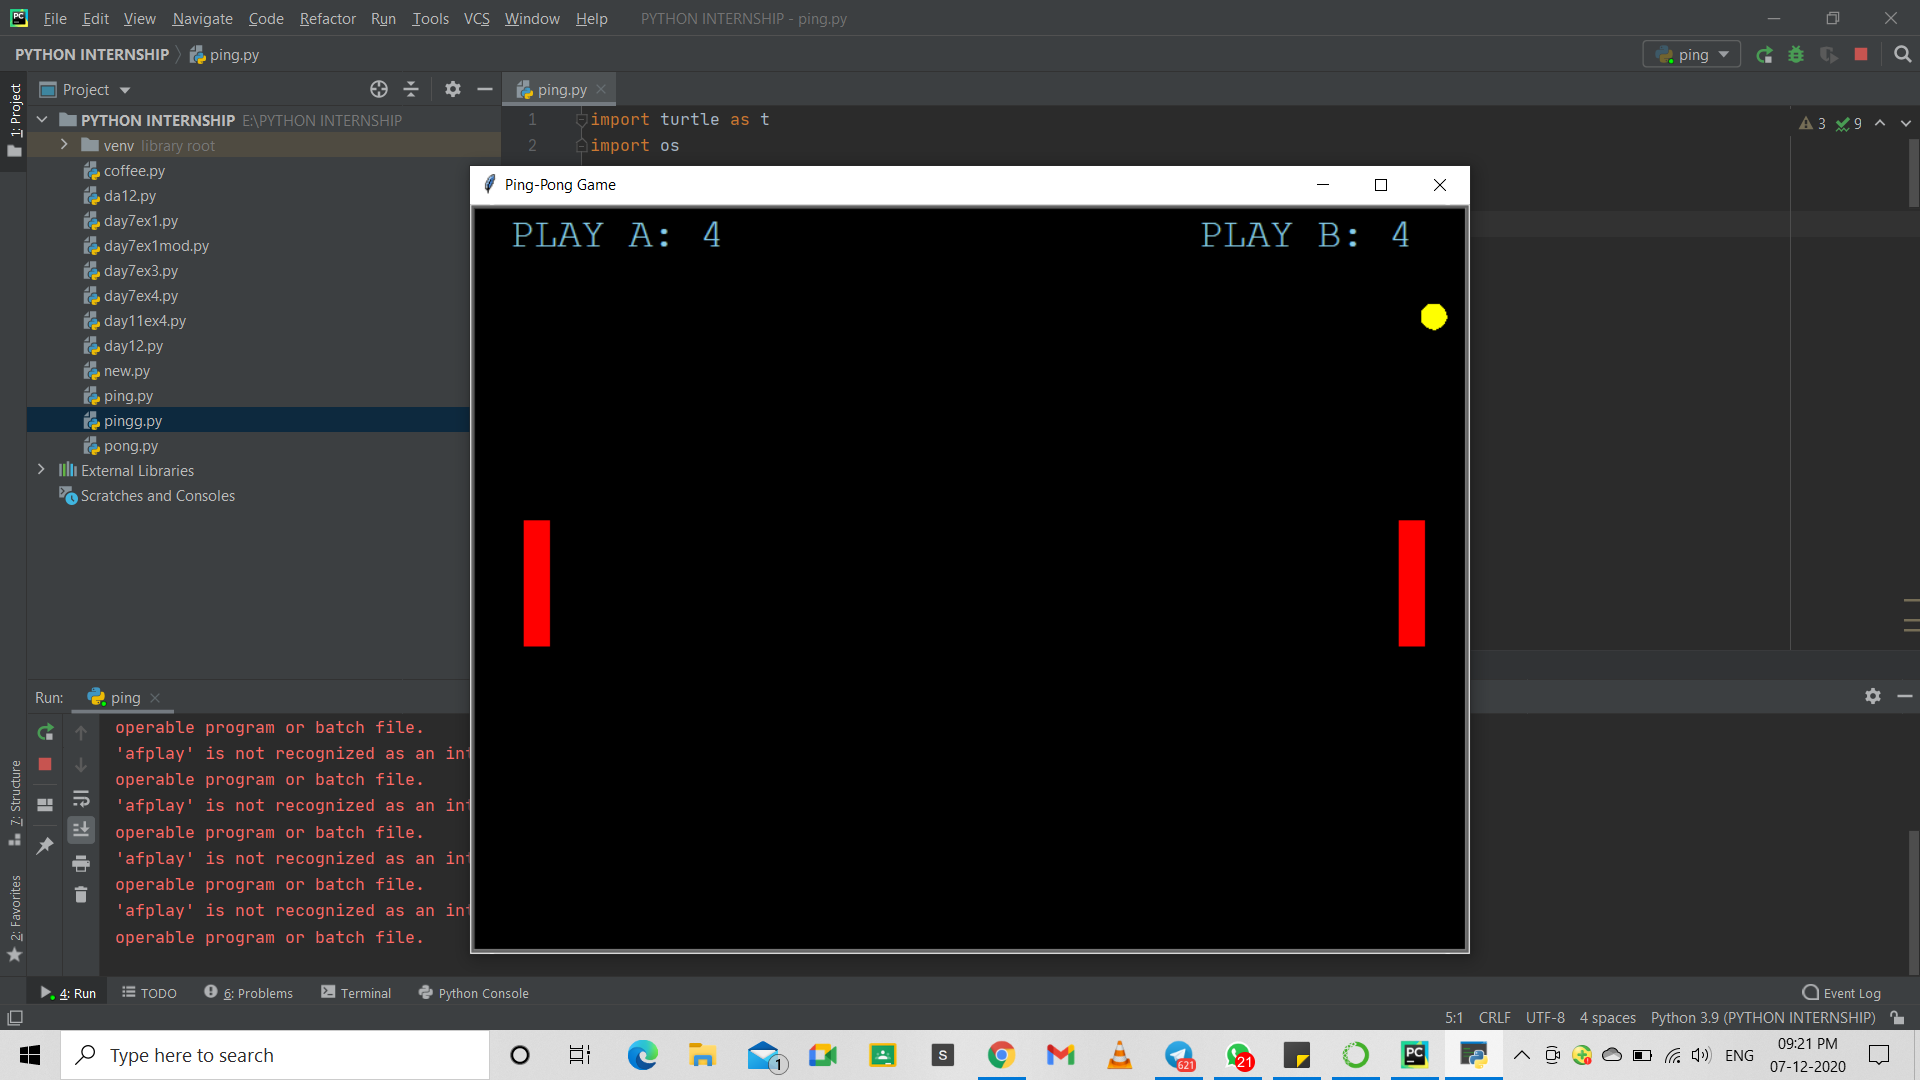 File Edit View Navigate Code Refactor Run Tools VCS Window Help PYTHON INTERNSHIP - ping.py
PYTHON INTERNSHIP ping.py
ping
Project
ping.py
1: Project
PYTHON INTERNSHIP E:\PYTHON INTERNSHIP
venv library root
coffee.py
da12.py
day7ex1.py
day7ex1mod.py
day7ex3.py
day7ex4.py
day11ex4.py
day12.py
new.py
ping.py
pingg.py
pong.py
External Libraries
Scratches and Consoles
1 import turtle as t
2 import os
3 9
Ping-Pong Game
PLAY A: 4 PLAY B: 4
Run: ping
operable program or batch file.
'afplay' is not recognized as an int
operable program or batch file.
'afplay' is not recognized as an int
operable program or batch file.
'afplay' is not recognized as an int
operable program or batch file.
'afplay' is not recognized as an int
operable program or batch file.
7: Structure
2: Favorites
4: Run TODO 6: Problems Terminal Python Console Event Log
5:1 CRLF UTF-8 4 spaces Python 3.9 (PYTHON INTERNSHIP)
Type here to search
1
S
621
21
PC
ENG
09:21 PM
07-12-2020